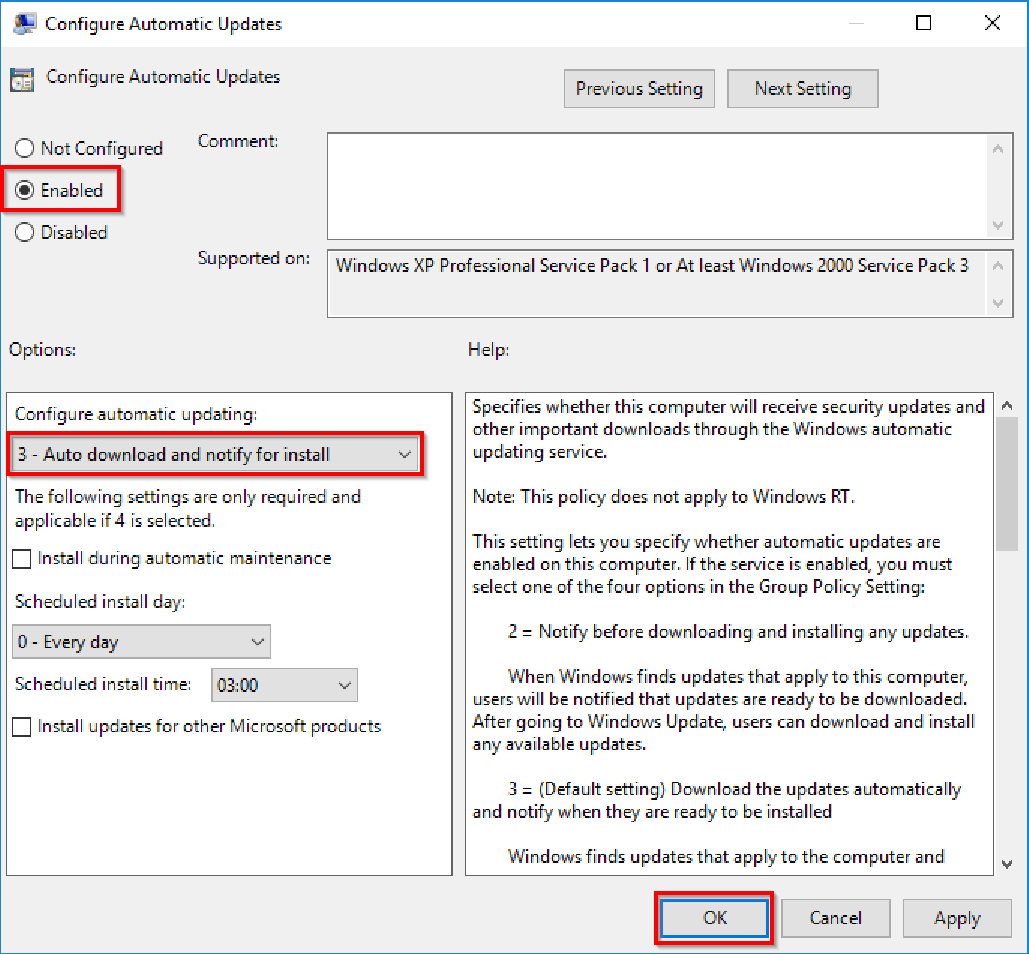 Configure Automatic Updates
Configure Automatic Updates
Previous Setting
Next Setting
Not Configured
Enabled
Disabled
Comment:
Supported on:
Windows XP Professional Service Pack 1 or At least Windows 2000 Service Pack 3
Options:
Help:
Configure automatic updating:
3 - Auto download and notify for install
The following settings are only required and
applicable if 4 is selected.
Install during automatic maintenance
Scheduled install day:
0 - Every day
Scheduled install time:
03:00
Install updates for other Microsoft products
Specifies whether this computer will receive security updates and
other important downloads through the Windows automatic
updating service.
Note: This policy does not apply to Windows RT.
This setting lets you specify whether automatic updates are
enabled on this computer. If the service is enabled, you must
select one of the four options in the Group Policy Setting:
2 = Notify before downloading and installing any updates.
When Windows finds updates that apply to this computer,
users will be notified that updates are ready to be downloaded.
After going to Windows Update, users can download and install
any available updates.
3 = (Default setting) Download the updates automatically
and notify when they are ready to be installed
Windows finds updates that apply to the computer and
OK
Cancel
Apply